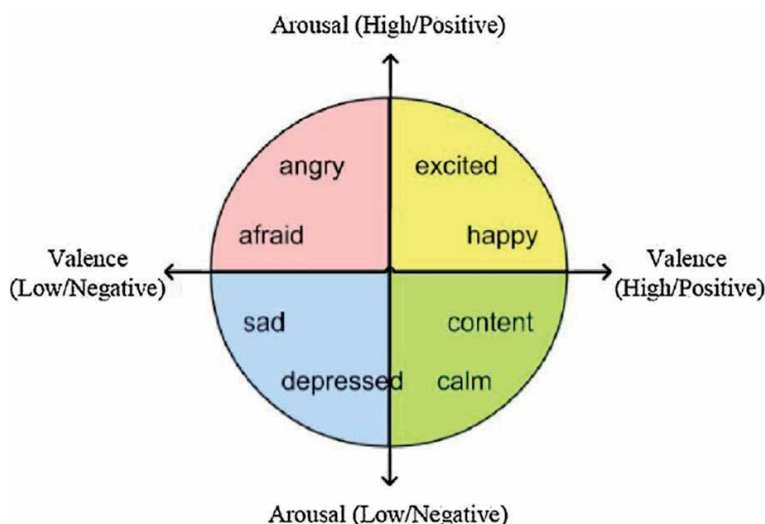 Arousal (High/Positive)
angry
excited
afraid
happy
Valence
(Low/Negative)
Valence
(High/Positive)
sad
content
depressed
calm
Arousal (Low/Negative)